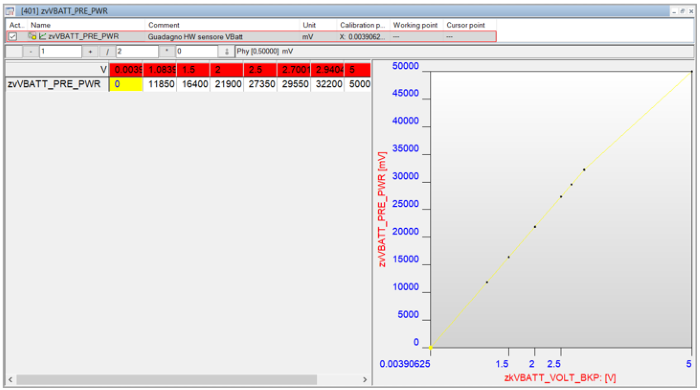 [401] zvVBATT_PRE_PWR
Act.. Name Comment Unit Calibration p... Working point Cursor point
zvVBATT_PRE_PWR Guadagno HW sensore VBatt mV X: 0.0039062... --- ---
- 1 + / 2 * 0 Phy [0,50000] mV
V 0.0039 1.0839 1.5 2 2.5 2.700 2.940 5
zvVBATT_PRE_PWR 0 11850 16400 21900 27350 29550 32200 5000
50000
45000
40000
35000
30000
25000
20000
15000
10000
5000
0
zvVBATT_PRE_PWR [mV]
0.00390625 1.5 2 2.5 5
zkVBATT_VOLT_BKP: [V]